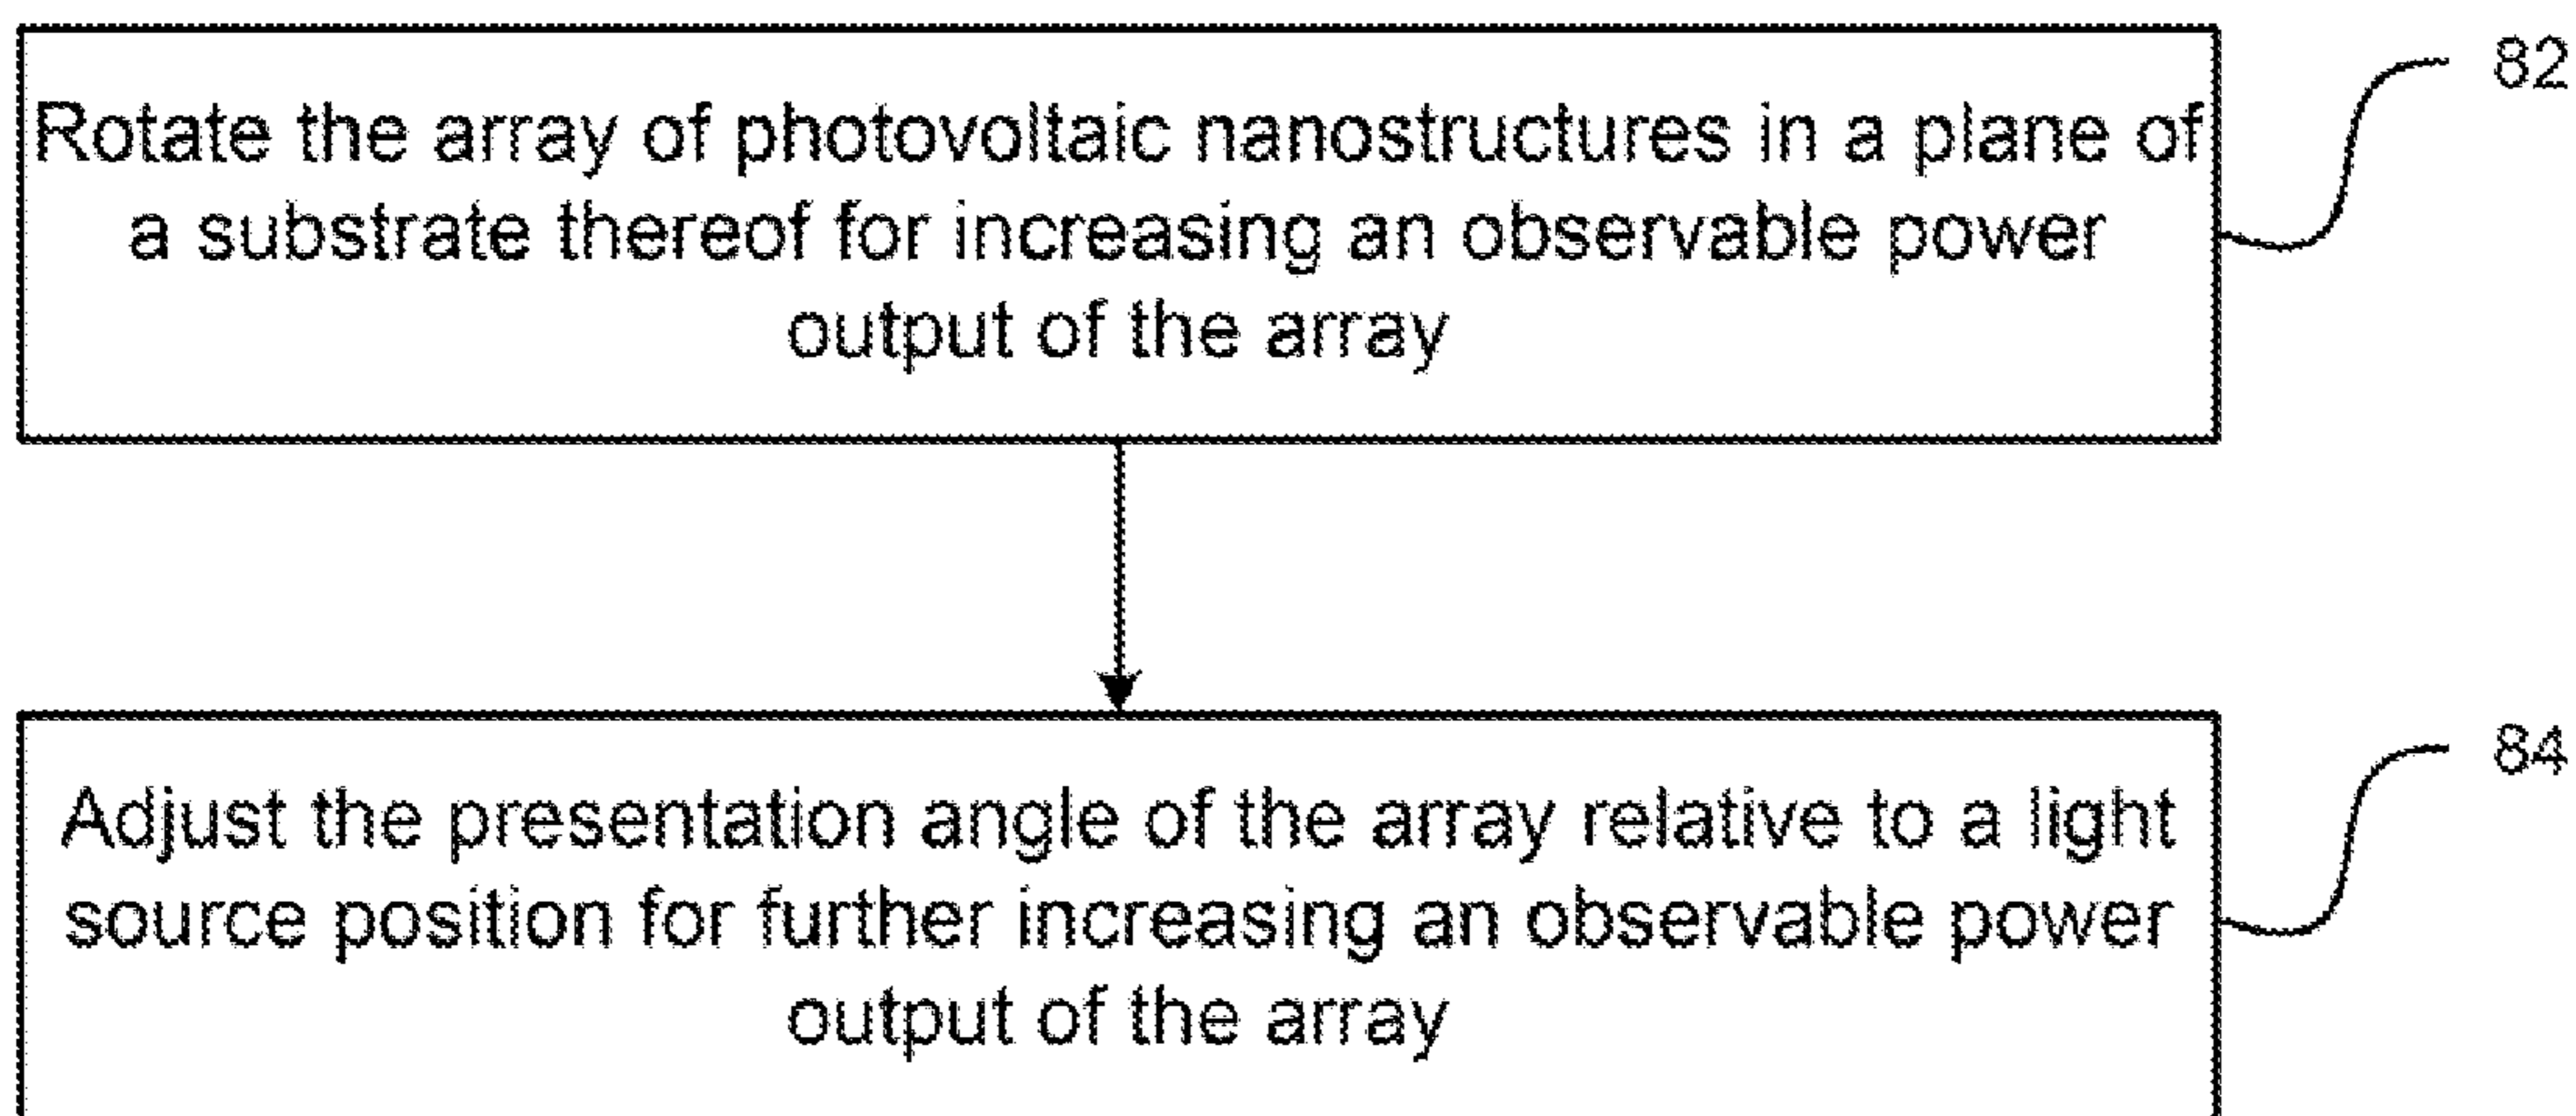 82
Rotate the array of photovoltaic nanostructures in a plane of
a substrate thereof for increasing an observable power
output of the array
84
Adjust the presentation angle of the array relative to a light
source position for further increasing an observable power
output of the array